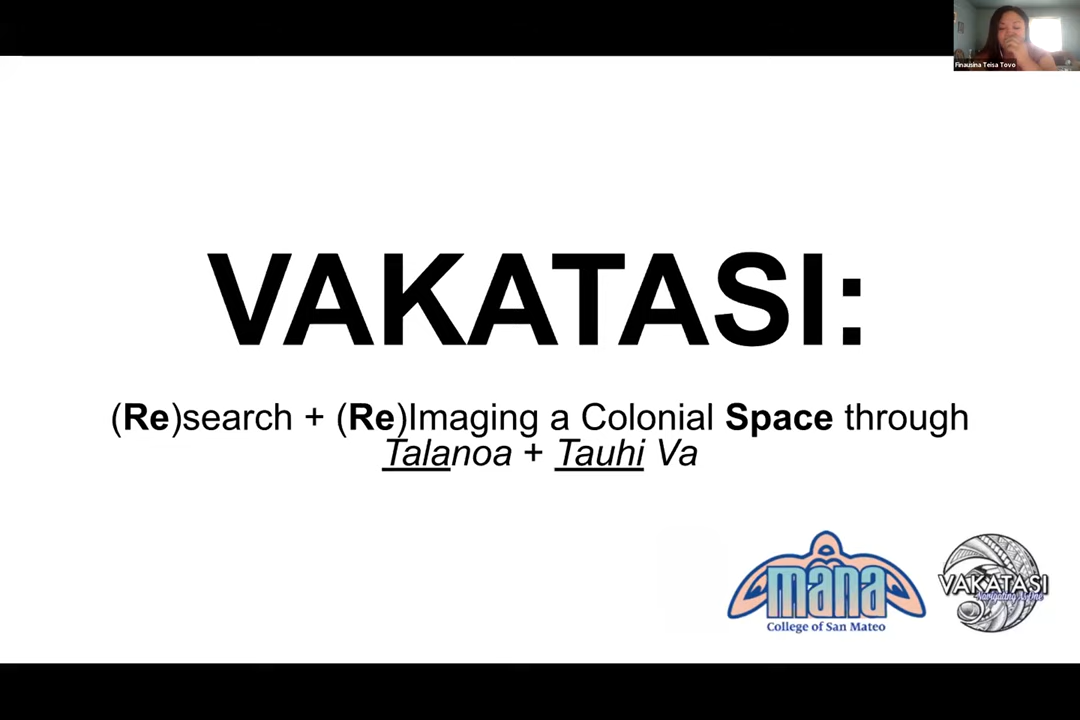 Finausina Teisa Tovo
VAKATASI:
(Re)search + (Re)Imaging a Colonial Space through
Talanoa + Tauhi Va
mana
College of San Mateo
VAKATASI
Navigating As One